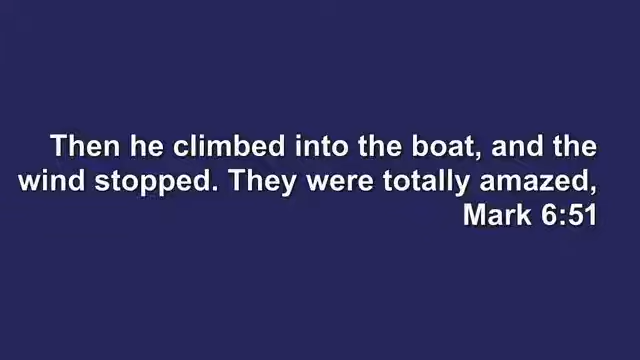 Then he climbed into the boat, and the
wind stopped. They were totally amazed,
Mark 6:51